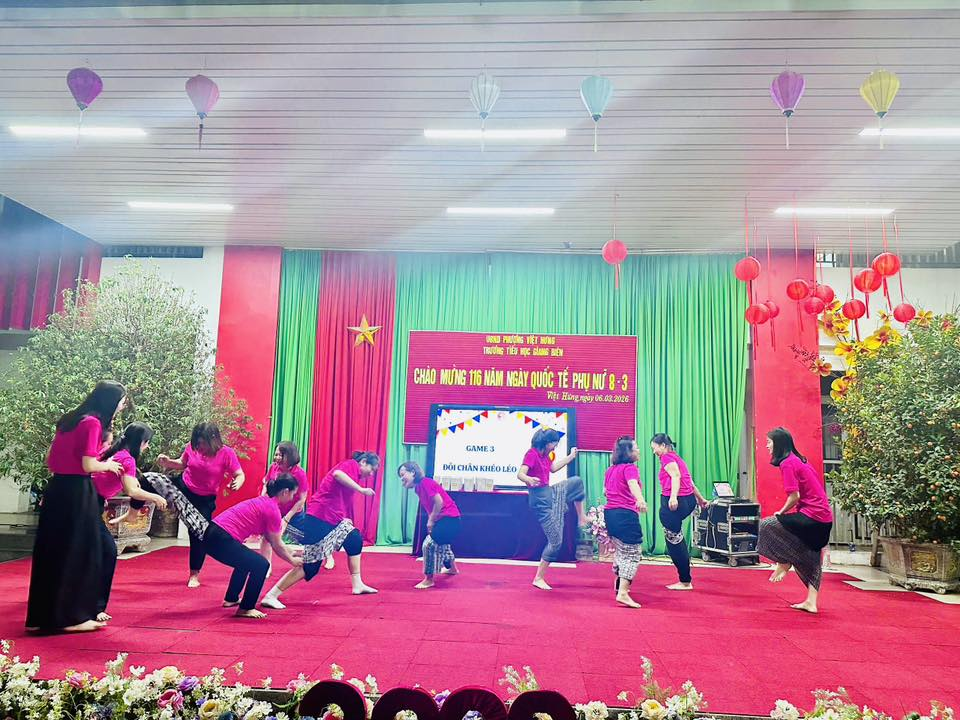 UBND PHƯỜNG VIỆT HƯNG
TRƯỜNG TIỂU HỌC GIANG BIÊN
CHÀO MỪNG 116 NĂM NGÀY QUỐC TẾ PHỤ NỮ 8 - 3
Việt Hưng, ngày 06.03.2026
GAME 3
ĐÔI CHÂN KHÉO LÉO